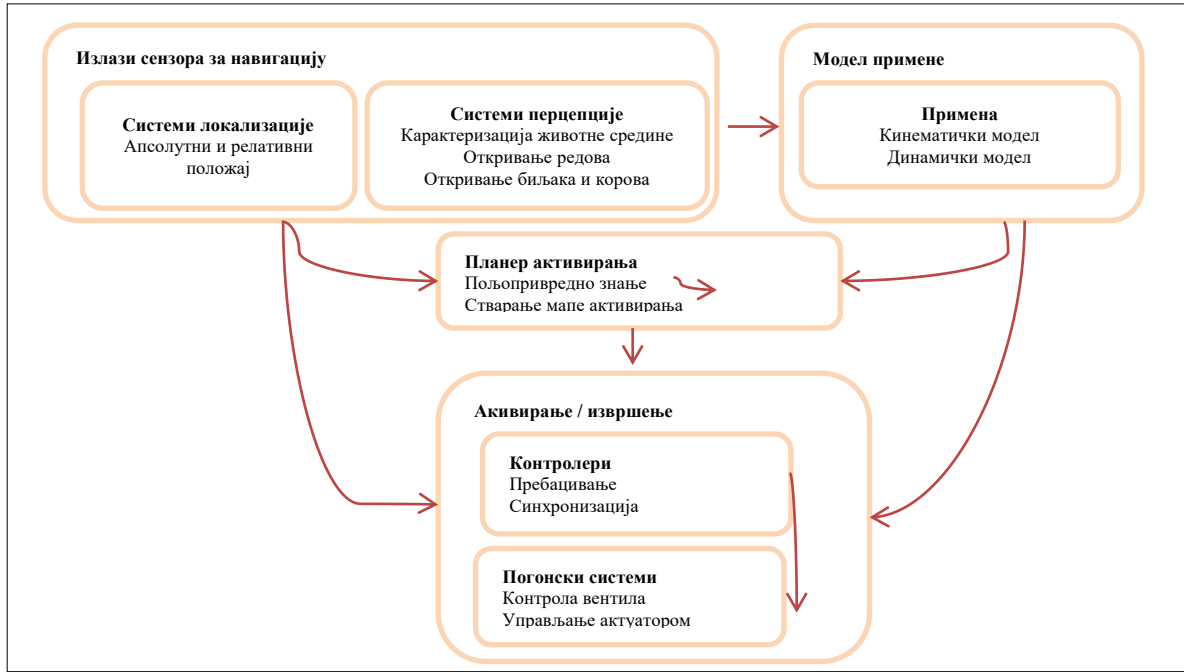 Излази сензора за навигацију
Системи локализације
Апсолутни и релативни
положај
Системи перцепције
Карактеризација животне средине
Откривање редова
Откривање биљака и корова
Модел примене
Примена
Кинематички модел
Динамички модел
Планер активирања
Пољопривредно знање
Стварање мапе активирања
Акивирање / извршење
Контролери
Пребацивање
Синхронизација
Погонски системи
Контрола вентила
Управљање актуатором